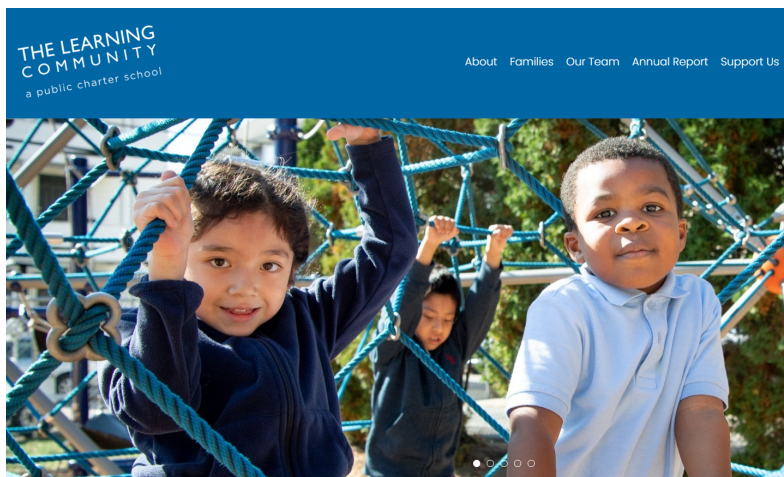 THE LEARNING
COMMUNITY
a public charter school
About Families Our Team Annual Report Support Us